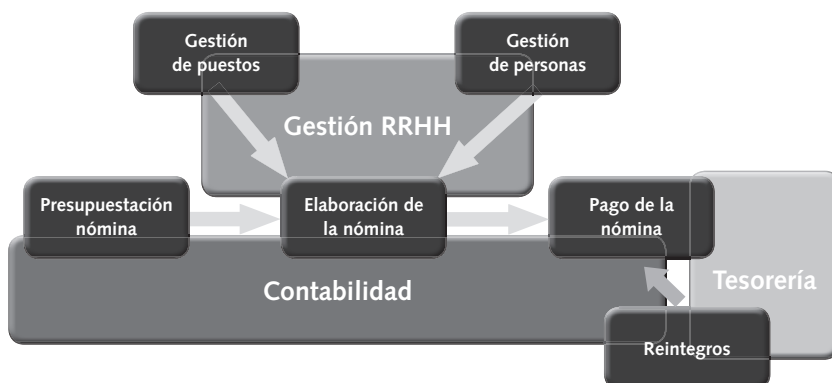 Gestión
de puestos
Gestión
de personas
Gestión RRHH
Presupuestación
nómina
Elaboración de
la nómina
Pago de la
nómina
Contabilidad
Tesorería
Reintegros